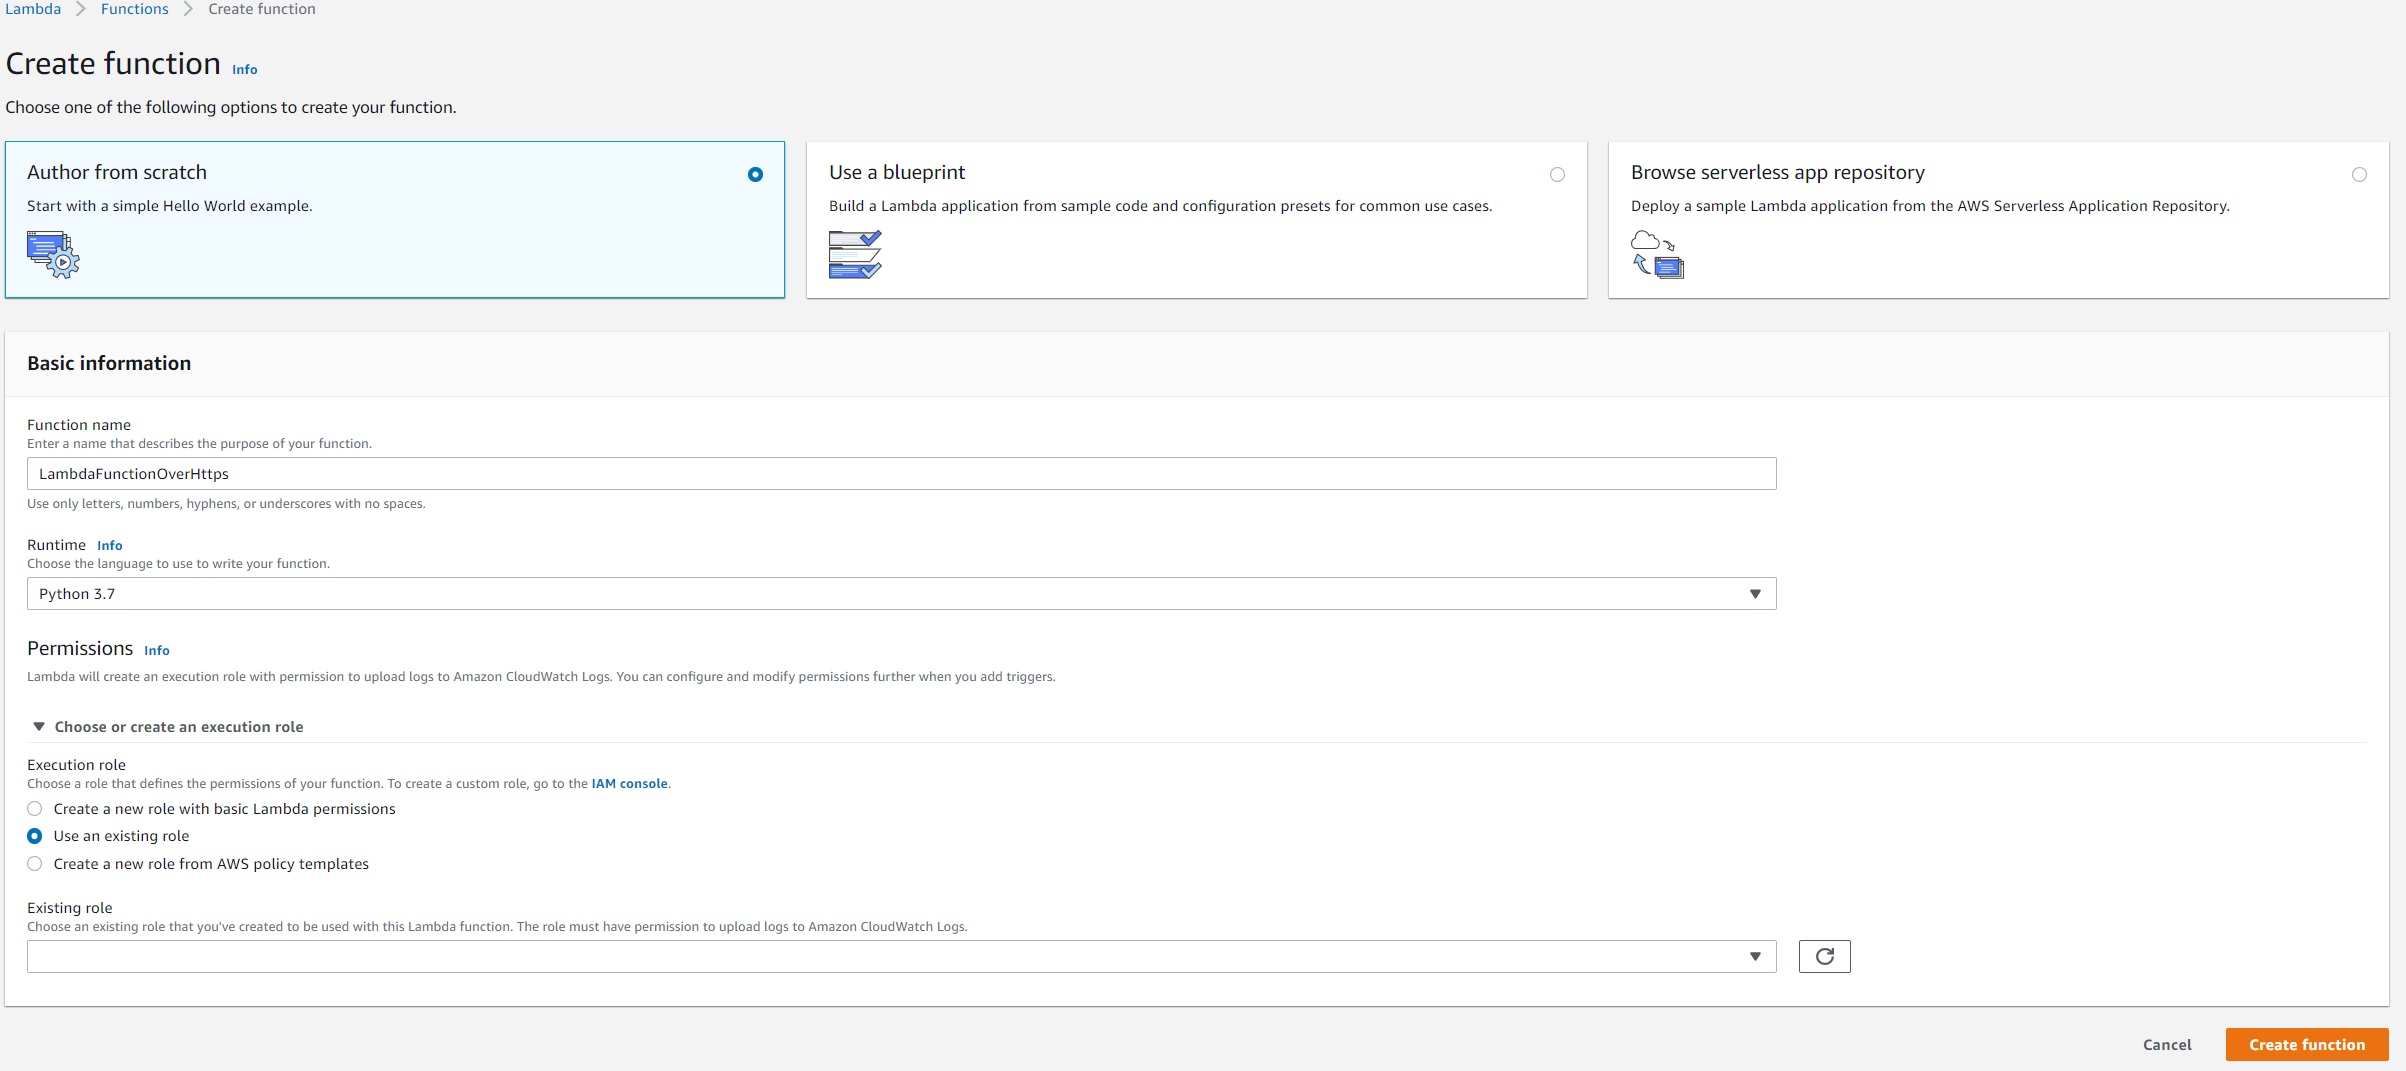 Lambda Functions Create function
Create function Info
Choose one of the following options to create your function.
Author from scratch
Start with a simple Hello World example.
Use a blueprint
Build a Lambda application from sample code and configuration presets for common use cases.
Browse serverless app repository
Deploy a sample Lambda application from the AWS Serverless Application Repository.
Basic information
Function name
Enter a name that describes the purpose of your function.
LambdaFunctionOverHttps
Use only letters, numbers, hyphens, or underscores with no spaces.
Runtime Info
Choose the language to use to write your function.
Python 3.7
Permissions Info
Lambda will create an execution role with permission to upload logs to Amazon CloudWatch Logs. You can configure and modify permissions further when you add triggers.
Choose or create an execution role
Execution role
Choose a role that defines the permissions of your function. To create a custom role, go to the IAM console.
Create a new role with basic Lambda permissions
Use an existing role
Create a new role from AWS policy templates
Existing role
Choose an existing role that you've created to be used with this Lambda function. The role must have permission to upload logs to Amazon CloudWatch Logs.
Cancel Create function